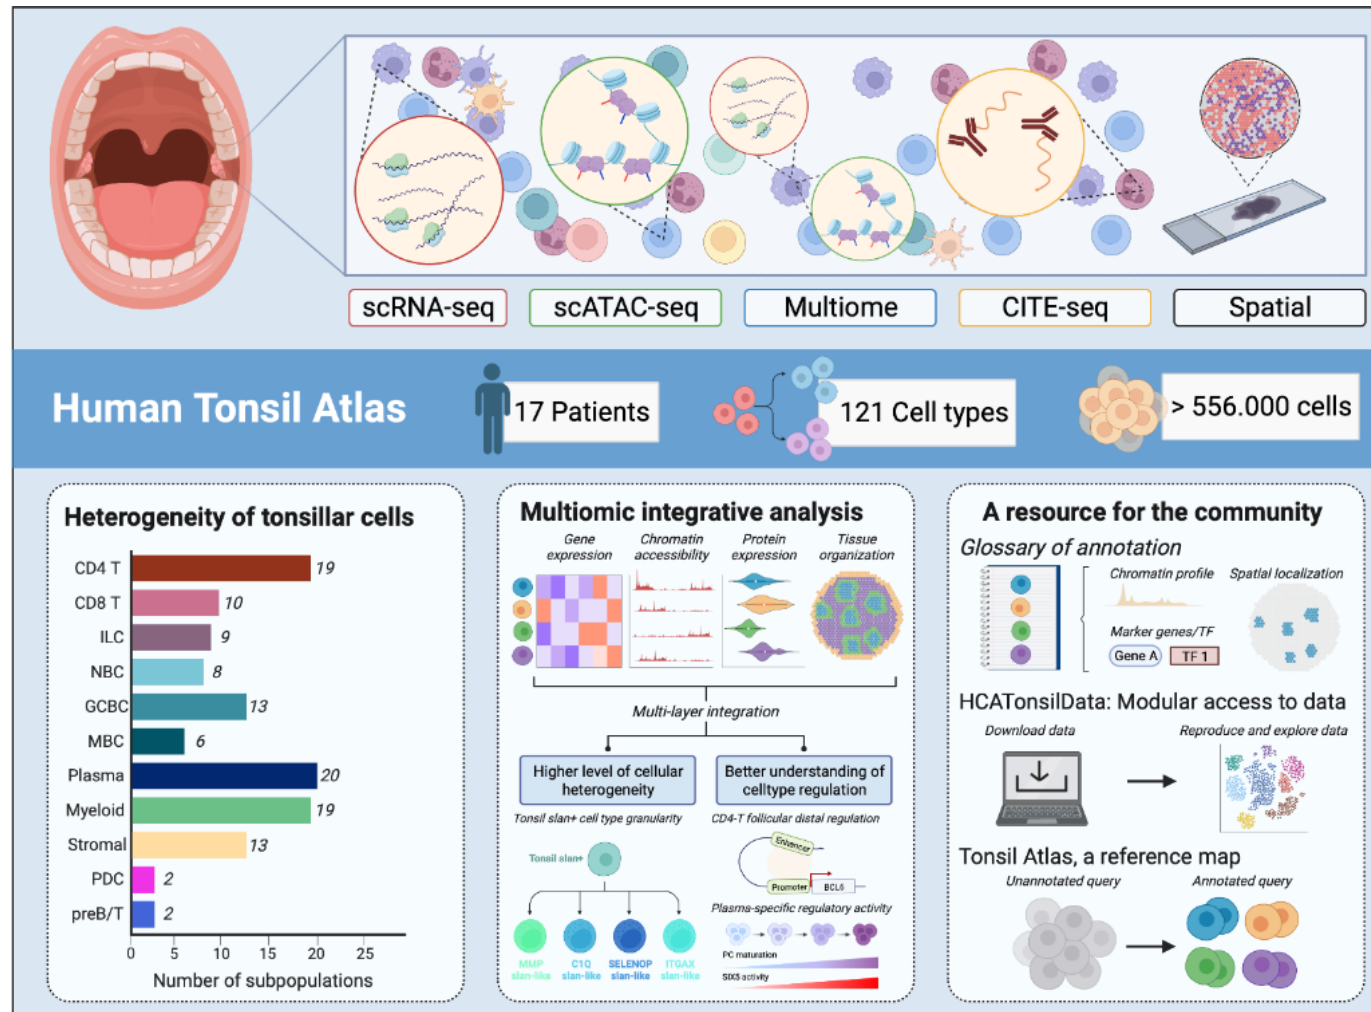 scRNA-seq
scATAC-seq
Multiome
CITE-seq
Spatial
Human Tonsil Atlas
17 Patients
121 Cell types
> 556.000 cells
Heterogeneity of tonsillar cells
CD4 T
19
CD8 T
10
ILC
9
NBC
8
GCBC
13
MBC
6
Plasma
20
Myeloid
19
Stromal
13
PDC
2
preB/T
2
0 5 10 15 20 25
Number of subpopulations
Multiomic integrative analysis
Gene
expression
Chromatin
accessibility
Protein
expression
Tissue
organization
Multi-layer integration
Higher level of cellular
heterogeneity
Better understanding of
celltype regulation
Tonsil slan+ cell type granularity
Tonsil slan+
MMP
slan-like
C1Q
slan-like
SELENOP
slan-like
ITGAX
slan-like
CD4-T follicular distal regulation
Enhancer
Promoter
BCL6
Plasma-specific regulatory activity
PC maturation
SIX5 activity
A resource for the community
Glossary of annotation
Chromatin profile
Spatial localization
Marker genes/TF
Gene A
TF 1
HCATonsilData: Modular access to data
Download data
Reproduce and explore data
Tonsil Atlas, a reference map
Unannotated query
Annotated query